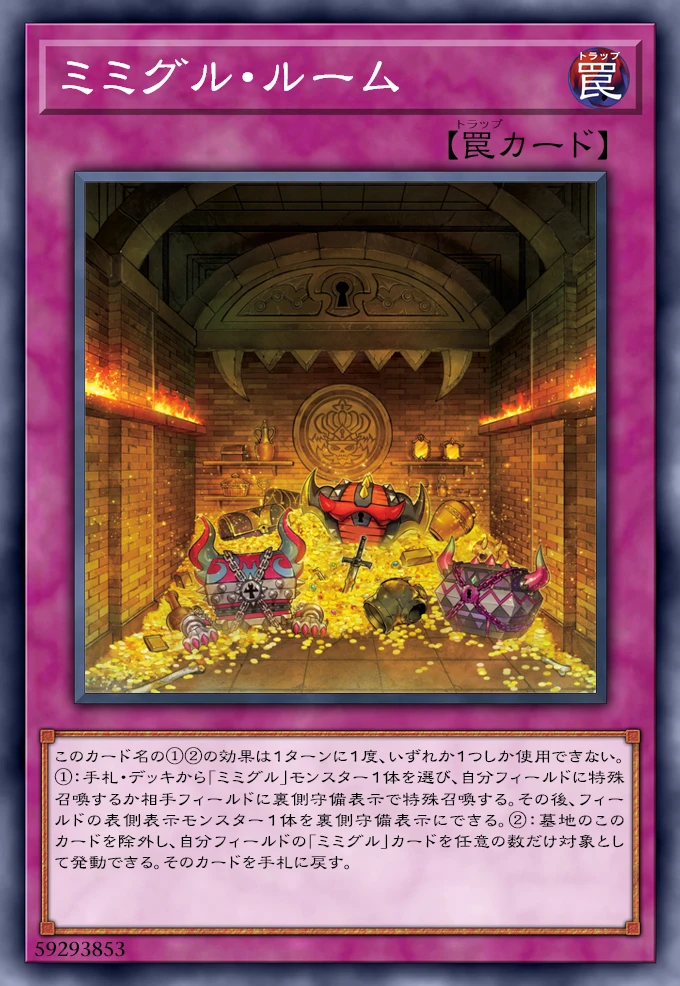 ミミグル・ルーム
トラップ
罠
トラップ
【罠カード】
このカード名の①②の効果は1ターンに1度、いずれか1つしか使用できない。
①：手札・デッキから「ミミグル」モンスター1体を選び、自分フィールドに特殊
召喚するか相手フィールドに裏側守備表示で特殊召喚する。その後、フィー
ルドの表側表示モンスター1体を裏側守備表示にできる。②：墓地のこの
カードを除外し、自分フィールドの「ミミグル」カードを任意の数だけ対象とし
て発動できる。そのカードを手札に戻す。
59293853